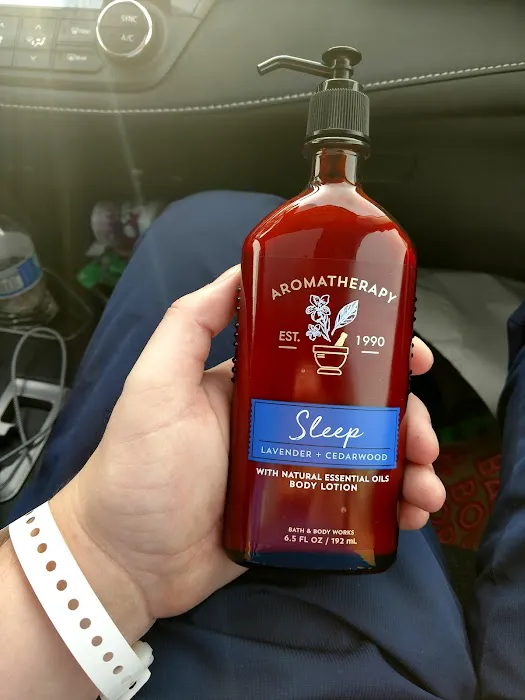 SYNC
A/C
AROMATHERAPY
EST. 1990
Sleep
LAVENDER + CEDARWOOD
WITH NATURAL ESSENTIAL OILS
BODY LOTION
BATH & BODY WORKS
6.5 FL OZ / 192 mL